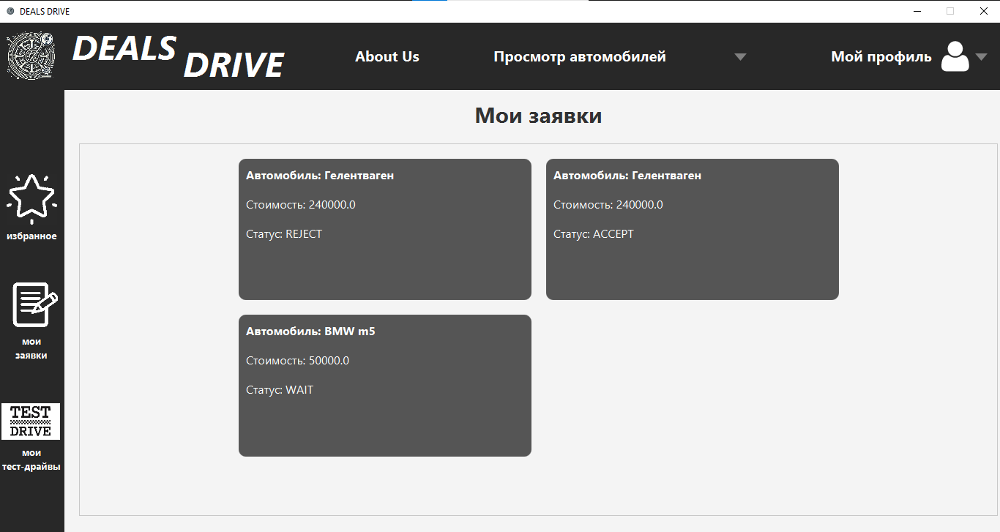 DEALS DRIVE
DEALS
DRIVE
About Us
Просмотр автомобилей
Мой профиль
Мои заявки
избранное
мои
заявки
TEST
DRIVE
мои
тест-драйвы
Автомобиль: Гелентваген
Стоимость: 240000.0
Статус: REJECT
Автомобиль: Гелентваген
Стоимость: 240000.0
Статус: ACCEPT
Автомобиль: BMW m5
Стоимость: 50000.0
Статус: WAIT